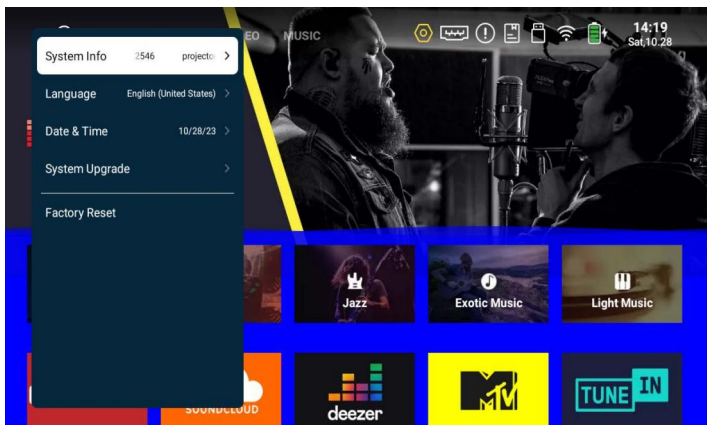 EO MUSIC
14:19
Sat,10.28
System Info 2546 projecto >
Language English (United States) >
Date & Time 10/28/23 >
System Upgrade >
Factory Reset
Jazz
Exotic Music
Light Music
SOUNDCLOUD
deezer
MTV
TUNE IN